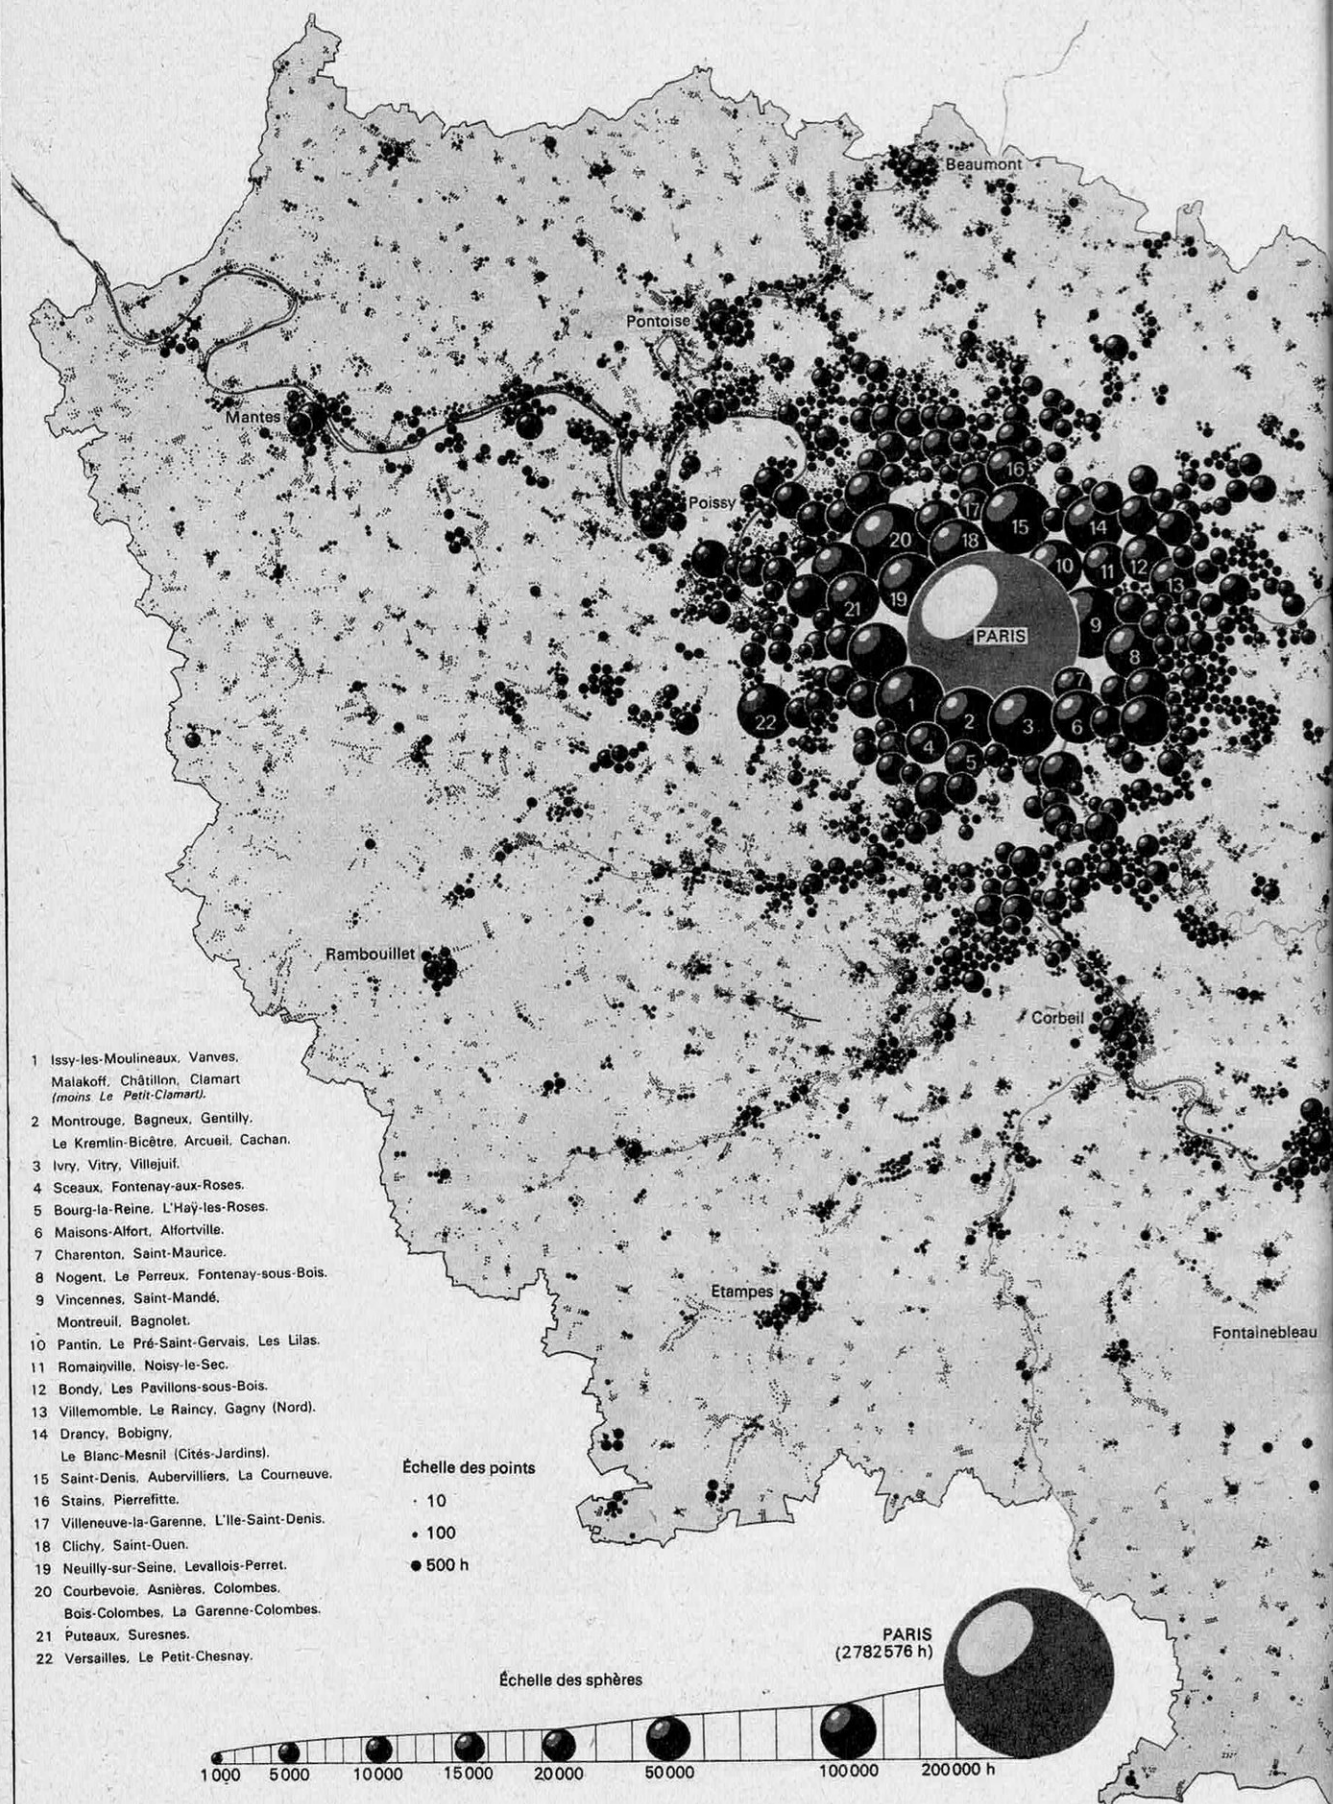 Beaumont
Pontoise
Mantes
Poissy
16
17
15
14
20
18
10
11
12
13
19
21
9
PARIS
8
7
22
1
2
3
6
4
5
Rambouillet
Corbeil
Etampes
Fontainebleau
1 Issy-les-Moulineaux, Vanves,
Malakoff, Châtillon, Clamart
(moins Le Petit-Clamart).
2 Montrouge, Bagneux, Gentilly.
Le Kremlin-Bicêtre, Arcueil, Cachan.
3 Ivry, Vitry, Villejuif.
4 Sceaux, Fontenay-aux-Roses.
5 Bourg-la-Reine, L'Haÿ-les-Roses.
6 Maisons-Alfort, Alfortville.
7 Charenton, Saint-Maurice.
8 Nogent, Le Perreux, Fontenay-sous-Bois.
9 Vincennes, Saint-Mandé,
Montreuil, Bagnolet.
10 Pantin, Le Pré-Saint-Gervais, Les Lilas.
11 Romainville, Noisy-le-Sec.
12 Bondy, Les Pavillons-sous-Bois.
13 Villemomble, Le Raincy, Gagny (Nord).
14 Drancy, Bobigny,
Le Blanc-Mesnil (Cités-Jardins).
15 Saint-Denis, Aubervilliers, La Courneuve.
16 Stains, Pierrefitte.
17 Villeneuve-la-Garenne, L'Ile-Saint-Denis.
18 Clichy, Saint-Ouen.
19 Neuilly-sur-Seine, Levallois-Perret.
20 Courbevoie, Asnières, Colombes,
Bois-Colombes, La Garenne-Colombes.
21 Puteaux, Suresnes.
22 Versailles, Le Petit-Chesnay.
Échelle des points
10
100
500 h
PARIS
(2782576 h)
Échelle des sphères
1000 5000 10000 15000 20000 50000 100000 200000 h